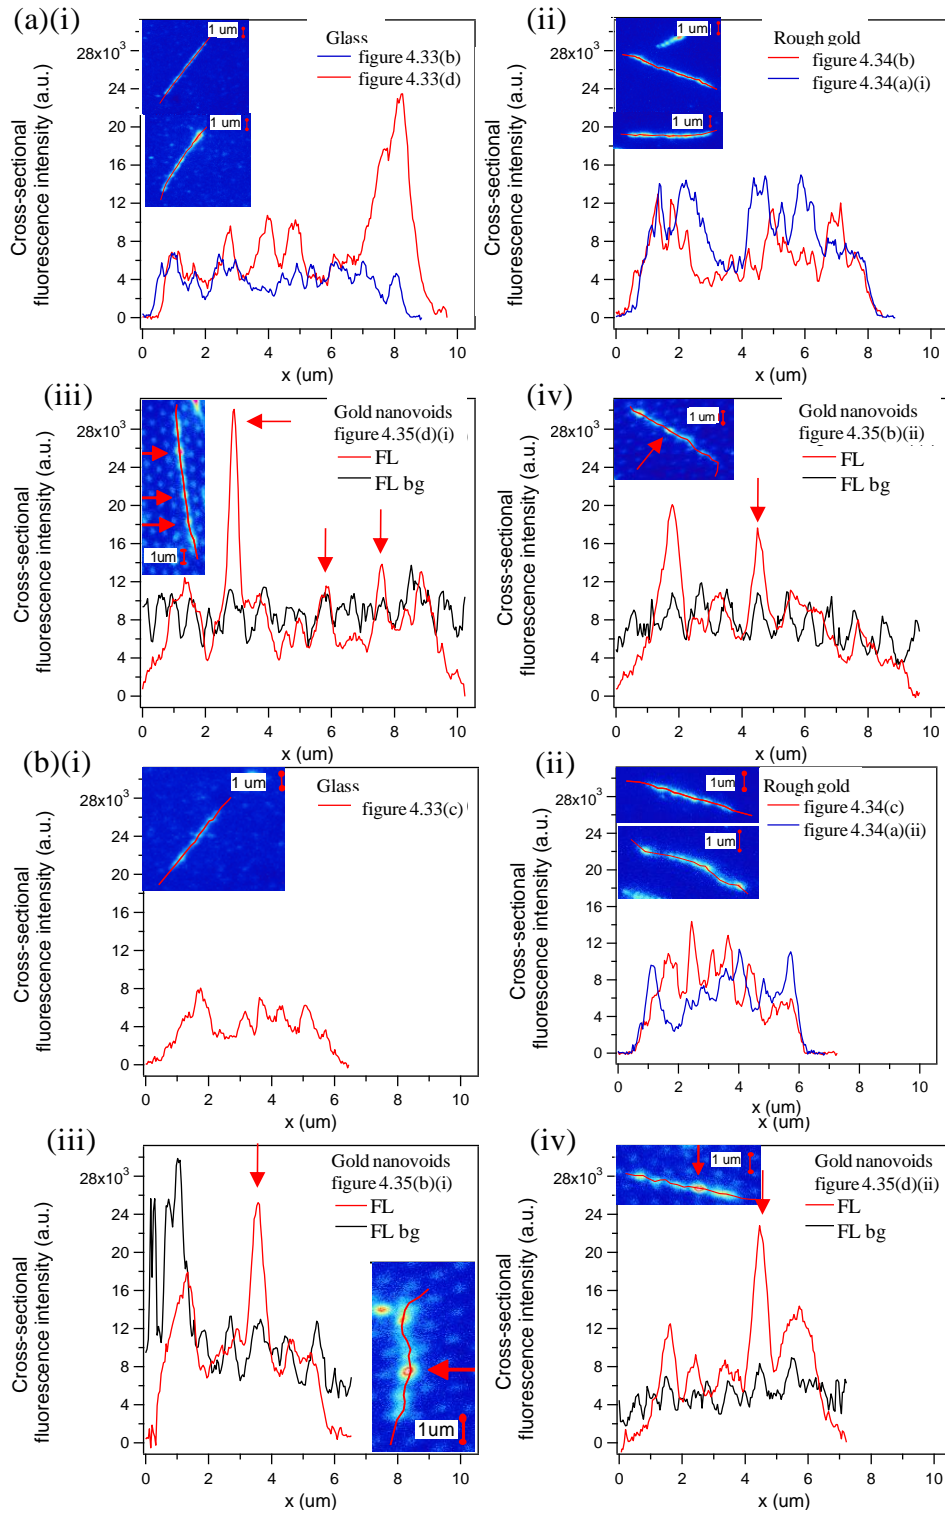 (a)(i)
Cross-sectional
fluorescence intensity (a.u.)
28x10³
24
20
16
12
8
4
0
1 um
1 um
Glass
figure 4.33(b)
figure 4.33(d)
0 2 4 6 8 10
x (um)
(ii)
Cross-sectional
fluorescence intensity (a.u.)
28x10³
24
20
16
12
8
4
0
1 um
1 um
Rough gold
figure 4.34(b)
figure 4.34(a)(i)
0 2 4 6 8 10
x (um)
(iii)
Cross-sectional
fluorescence intensity (a.u.)
28x10³
24
20
16
12
8
4
0
1um
Gold nanovoids
figure 4.35(d)(i)
FL
FL bg
0 2 4 6 8 10
x (um)
(iv)
Cross-sectional
fluorescence intensity (a.u.)
28x10³
24
20
16
12
8
4
0
1 um
Gold nanovoids
figure 4.35(b)(ii)
FL
FL bg
0 2 4 6 8 10
x (um)
(b)(i)
Cross-sectional
fluorescence intensity (a.u.)
28x10³
24
20
16
12
8
4
0
1 um
Glass
figure 4.33(c)
0 2 4 6 8 10
x (um)
(ii)
Cross-sectional
fluorescence intensity (a.u.)
28x10³
24
20
16
12
8
4
0
1um
1 um
Rough gold
figure 4.34(c)
figure 4.34(a)(ii)
0 2 4 6 8 10
x (um)
x (um)
(iii)
Cross-sectional
fluorescence intensity (a.u.)
28x10³
24
20
16
12
8
4
0
Gold nanovoids
figure 4.35(b)(i)
FL
FL bg
1um
0 2 4 6 8 10
x (um)
(iv)
Cross-sectional
fluorescence intensity (a.u.)
28x10³
24
20
16
12
8
4
0
1 um
Gold nanovoids
figure 4.35(d)(ii)
FL
FL bg
0 2 4 6 8 10
x (um)